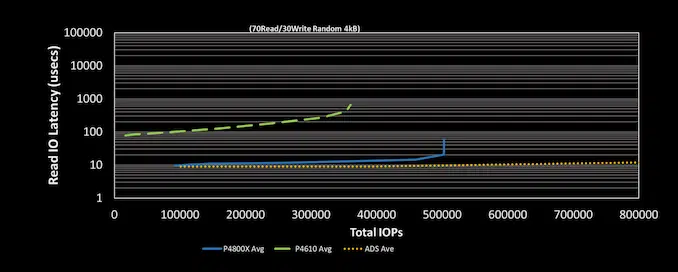 (70Read/30Write Random 4kB)
Read IO Latency (usecs)
100000
10000
1000
100
10
1
0 100000 200000 300000 400000 500000 600000 700000 800000
Total IOPs
P4800X Avg P4610 Avg ADS Ave